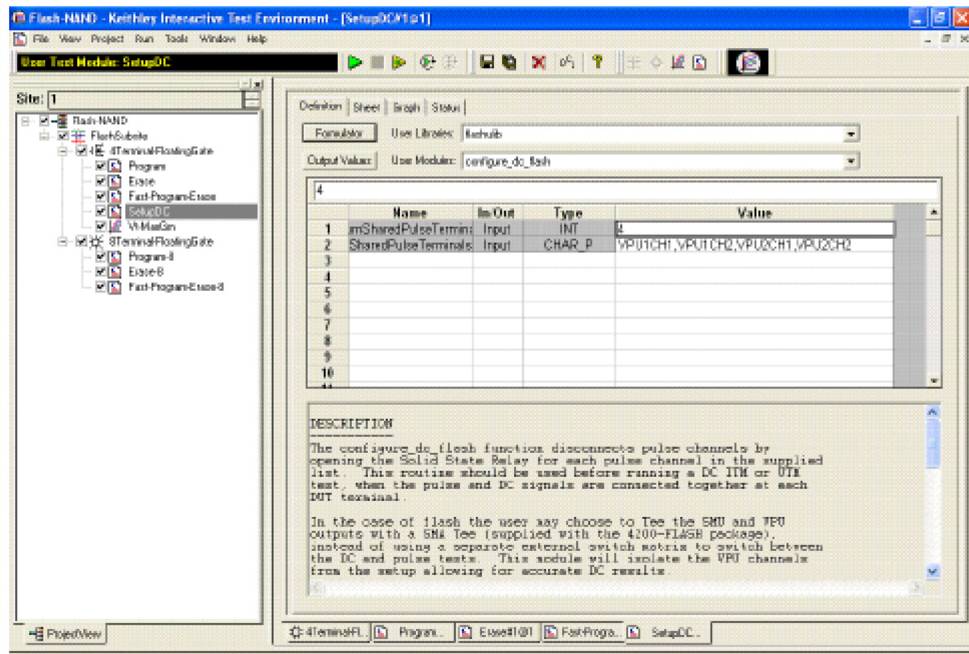 Flash-NAND - Keithley Interactive Test Environment - [SetupDC#1@1]
File View Project Run Tools Window Help
User Test Module: SetupDC
Site: 1
Flash-NAND
FlashSubsite
4TerminalFloatingGate
Program
Erase
Fast-Program-Erase
SetupDC
Vt-MaxGm
8TerminalFloatingGate
Program-8
Erase-8
Fast-Program-Erase-8
ProjectView
Definition Sheet Graph Status
Formulator User Libraries: flashulib
Output Values: User Modules: configure_dc_flash
4
Name In/Out Type Value
1 umSharedPulseTermina Input INT 4
2 SharedPulseTerminals Input CHAR_P VPU1CH1,VPU1CH2,VPU2CH1,VPU2CH2
3
4
5
6
7
8
9
10
11
DESCRIPTION
The configure_dc_flash function disconnects pulse channels by
opening the Solid State Relay for each pulse channel in the supplied
list. This routine should be used before running a DC ITM or UTM
test, when the pulse and DC signals are connected together at each
DUT terminal.
In the case of flash the user may choose to Tee the SMU and VPU
outputs with a SMA Tee (supplied with the 4200-FLASH package),
instead of using a separate external switch matrix to switch between
the DC and pulse tests. This module will isolate the VPU channels
from the setup allowing for accurate DC results.
4Terminal-Fl... Program... Erase#1@1 Fast-Progra... SetupDC...